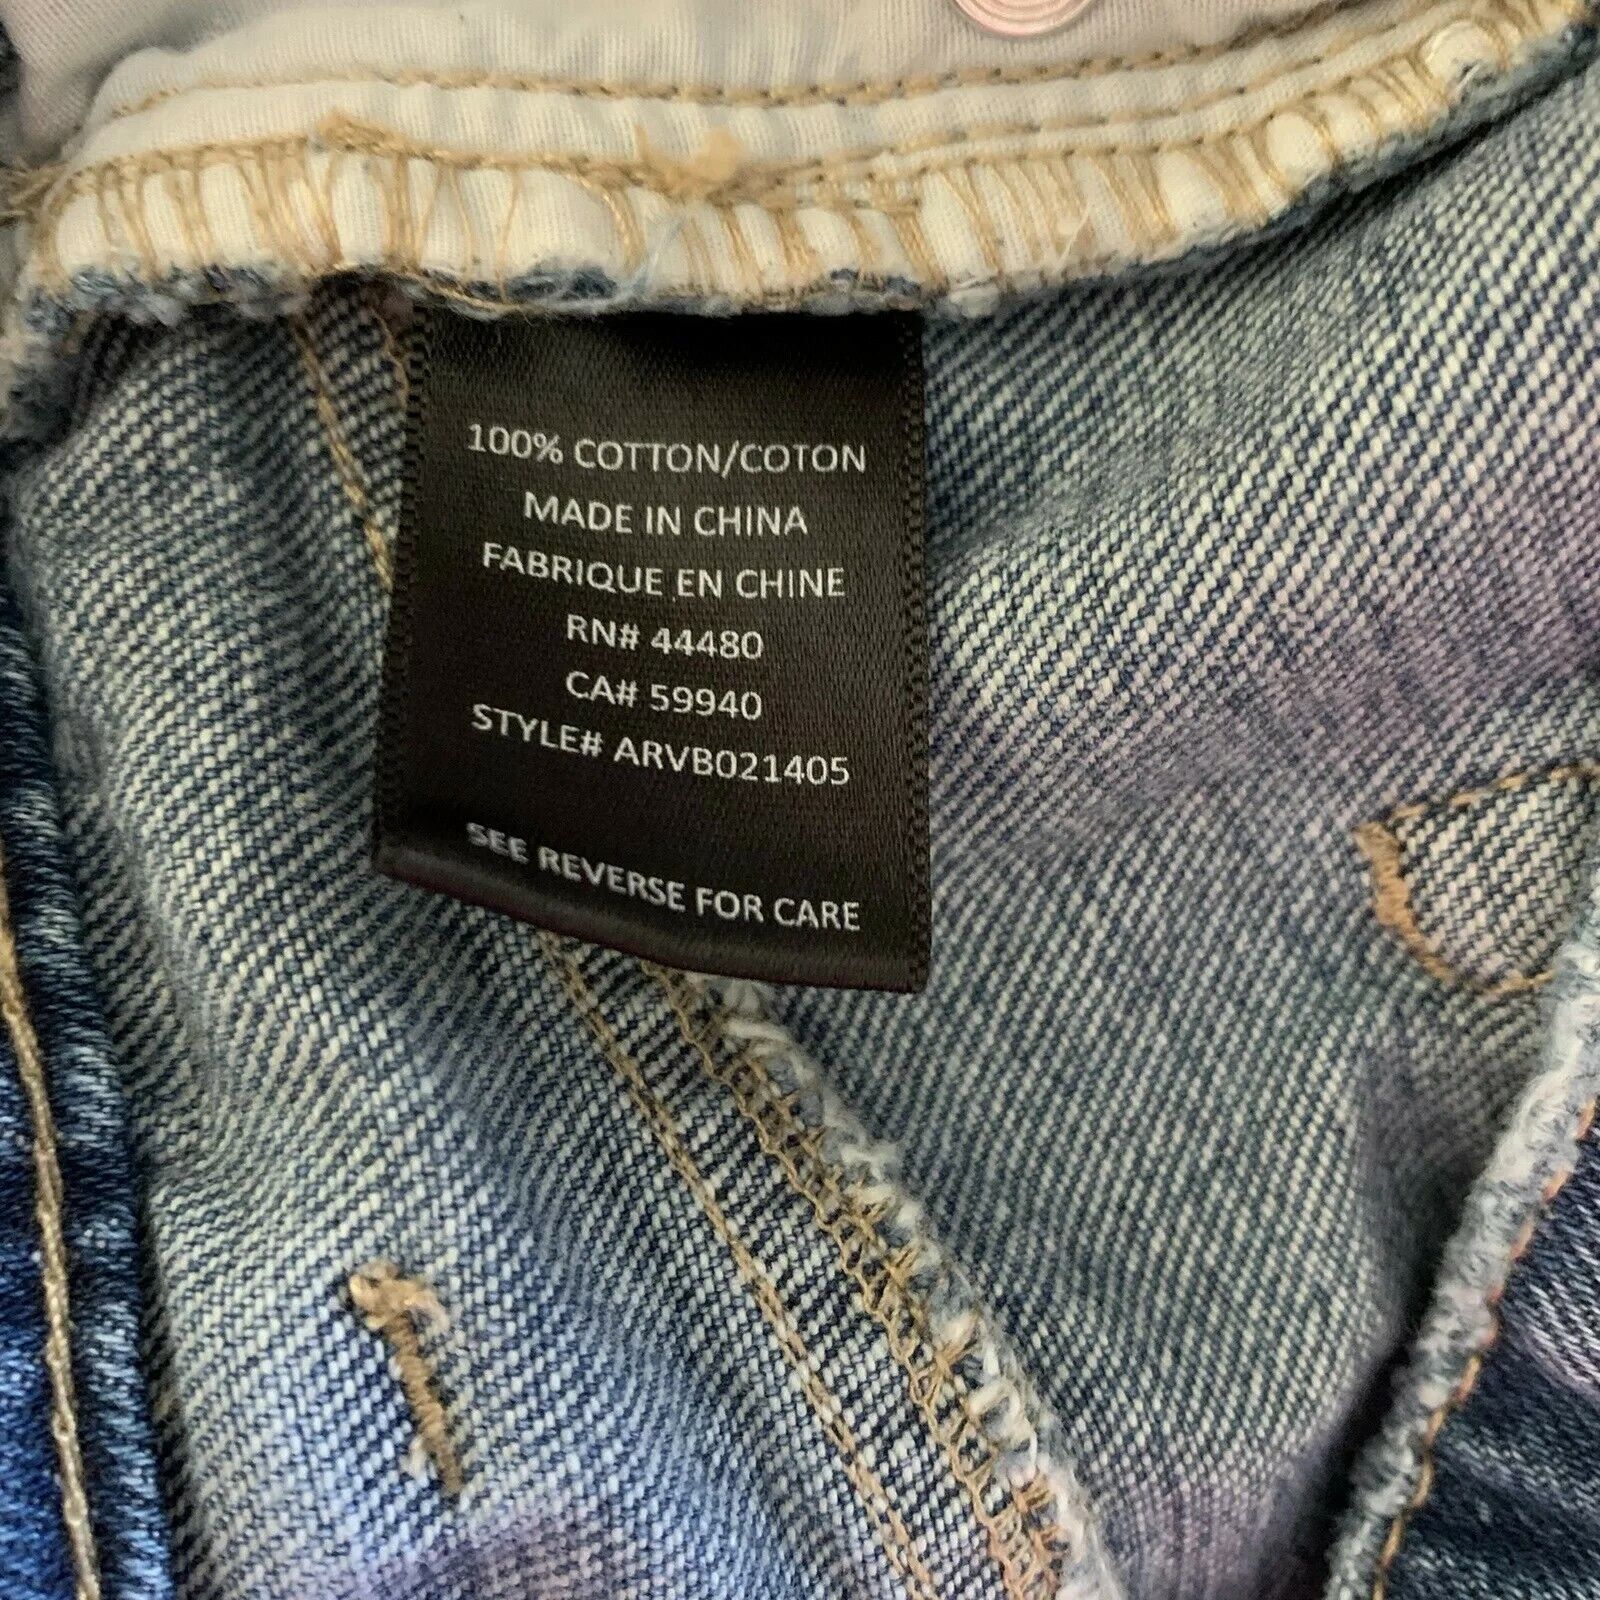 100% COTTON/COTON
MADE IN CHINA
FABRIQUE EN CHINE
RN# 44480
CA# 59940
STYLE# ARVB021405
SEE REVERSE FOR CARE